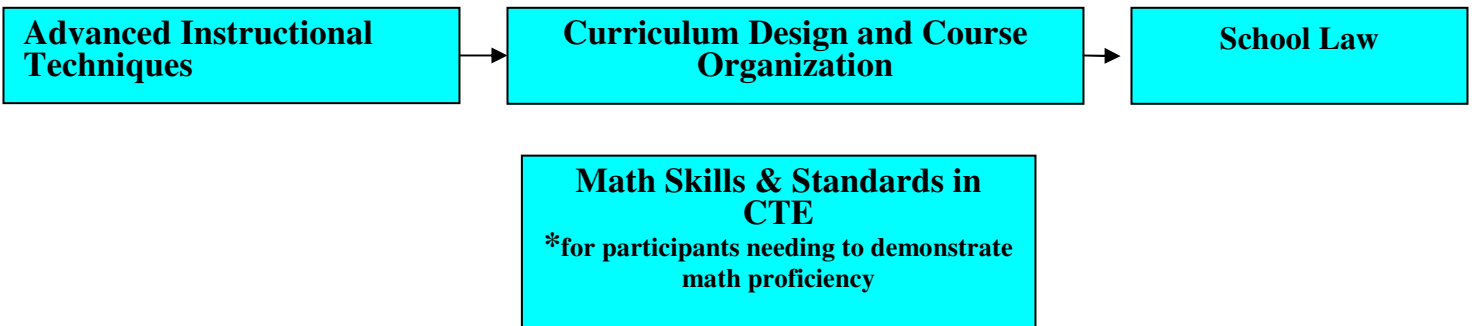 Advanced Instructional
Techniques
Curriculum Design and Course
Organization
School Law
Math Skills & Standards in
CTE
*for participants needing to demonstrate
math proficiency